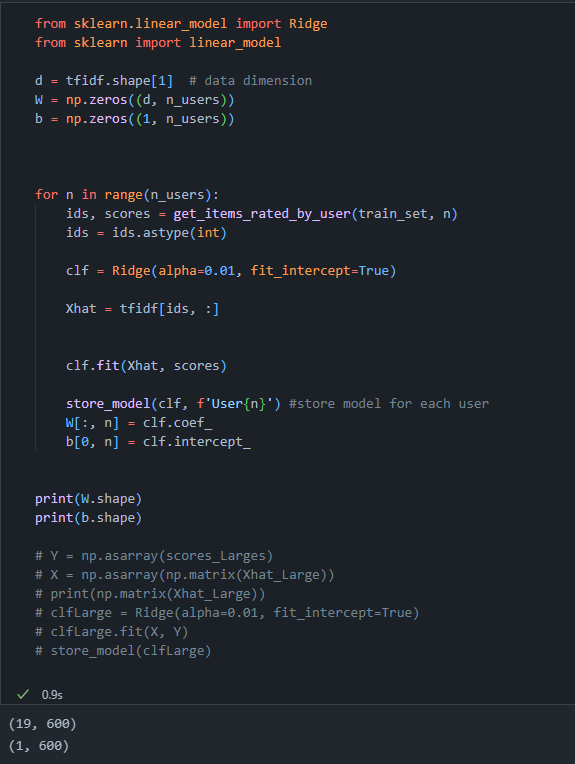 from sklearn.linear_model import Ridge
from sklearn import linear_model
d = tfidf.shape[1]  # data dimension
W = np.zeros((d, n_users))
b = np.zeros((1, n_users))
for n in range(n_users):
    ids, scores = get_items_rated_by_user(train_set, n)
    ids = ids.astype(int)
    clf = Ridge(alpha=0.01, fit_intercept=True)
    Xhat = tfidf[ids, :]
    clf.fit(Xhat, scores)
    store_model(clf, f'User{n}') #store model for each user
    W[:, n] = clf.coef_
    b[0, n] = clf.intercept_
print(W.shape)
print(b.shape)
# Y = np.asarray(scores_Larges)
# X = np.asarray(np.matrix(Xhat_Large))
# print(np.matrix(Xhat_Large))
# clfLarge = Ridge(alpha=0.01, fit_intercept=True)
# clfLarge.fit(X, Y)
# store_model(clfLarge)
0.9s
(19, 600)
(1, 600)